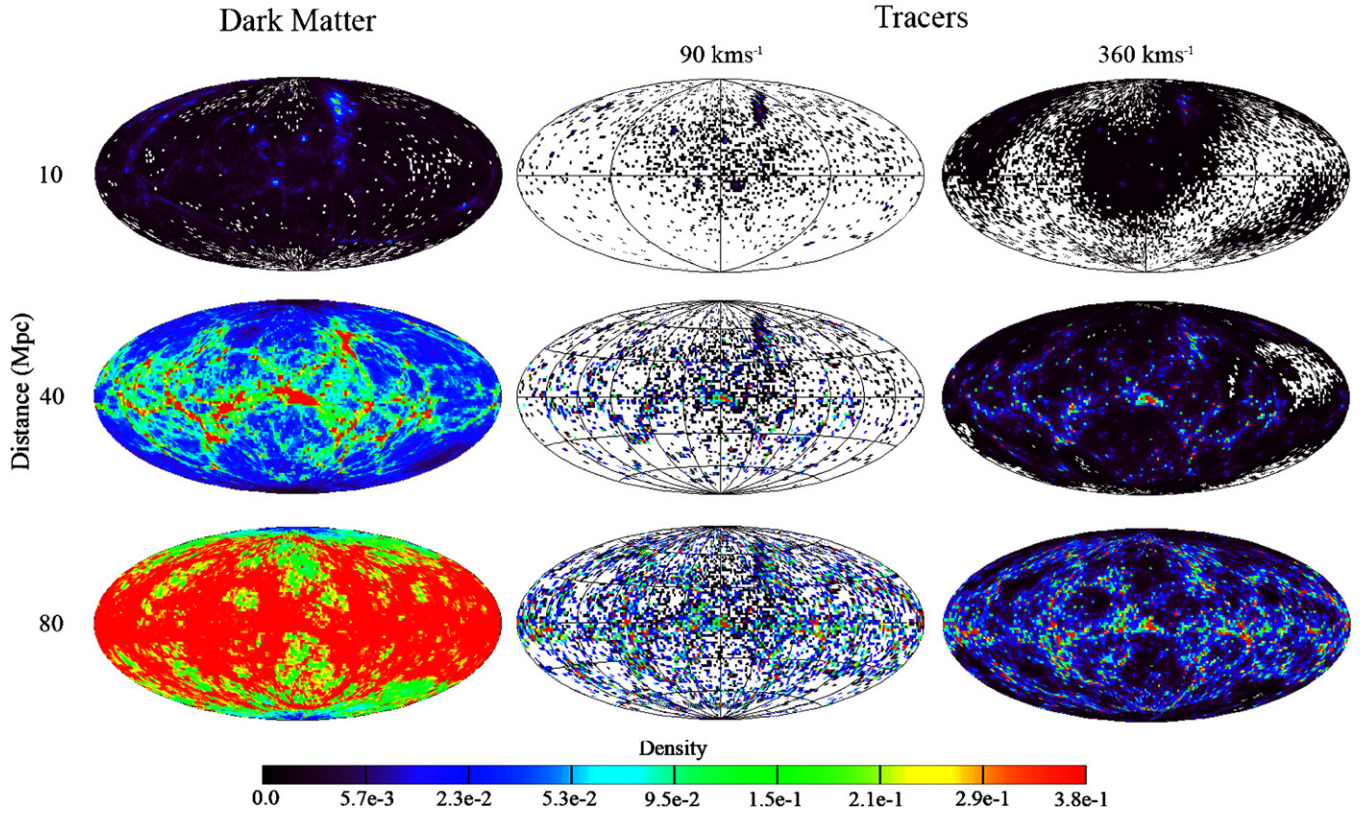 Dark Matter
Tracers
90 kms⁻¹
360 kms⁻¹
10
Distance (Mpc)
40
80
Density
0.0 5.7e-3 2.3e-2 5.3e-2 9.5e-2 1.5e-1 2.1e-1 2.9e-1 3.8e-1